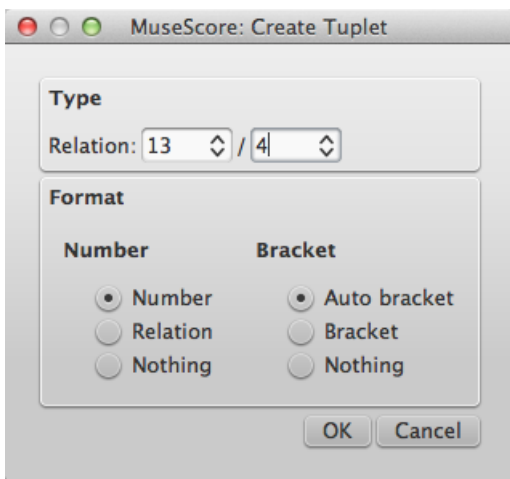 MuseScore: Create Tuplet
Type
Relation: 13 / 4
Format
Number Bracket
Number Auto bracket
Relation Bracket
Nothing Nothing
OK Cancel